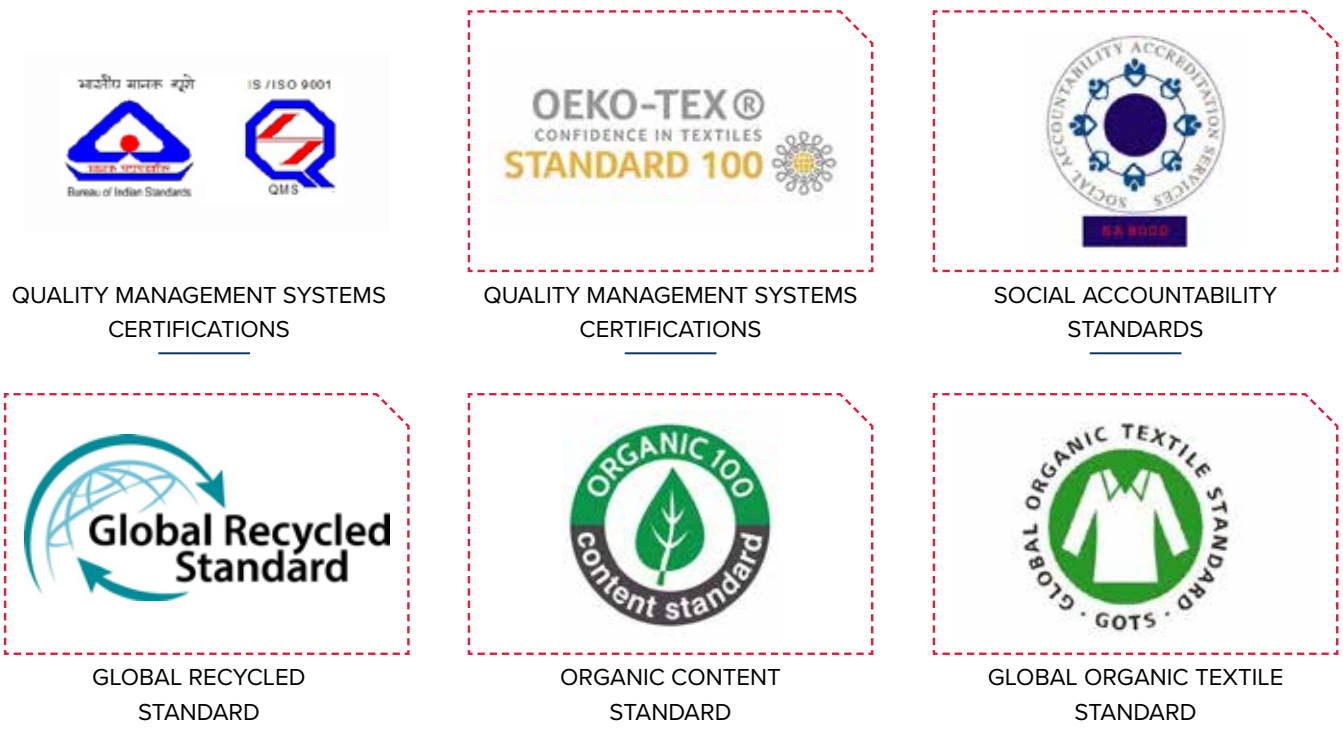 भारतीय मानक ब्यूरो
IS / ISO 9001
Bureau of Indian Standards
QMS
OEKO-TEX®
CONFIDENCE IN TEXTILES
STANDARD 100
SOCIAL ACCOUNTABILITY ACCREDITATION SERVICES
SA 8000
QUALITY MANAGEMENT SYSTEMS
CERTIFICATIONS
QUALITY MANAGEMENT SYSTEMS
CERTIFICATIONS
SOCIAL ACCOUNTABILITY
STANDARDS
Global Recycled
Standard
ORGANIC 100
content standard
GLOBAL ORGANIC TEXTILE STANDARD
· GOTS ·
GLOBAL RECYCLED
STANDARD
ORGANIC CONTENT
STANDARD
GLOBAL ORGANIC TEXTILE
STANDARD